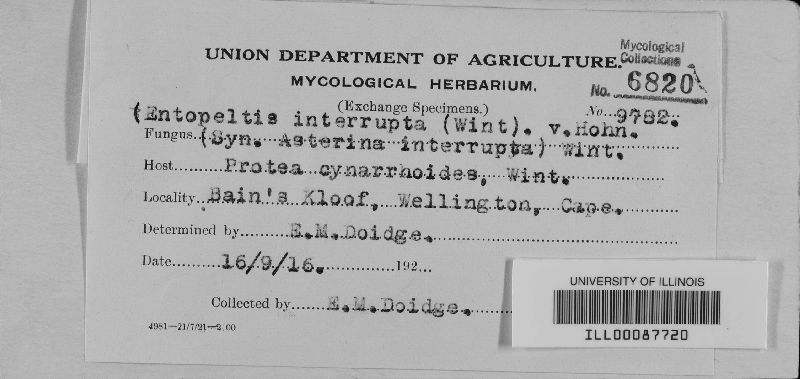 UNION DEPARTMENT OF AGRICULTURE.
MYCOLOGICAL HERBARIUM.
Mycological
Collections
No. 6820
(Exchange Specimens.)
No. 9782.
(Entopeltis interrupta (Wint). v.Hohn.
Fungus. (Syn. Asterina interrupta) Wint.
Host Protea cynarrhoides, Wint.
Locality Bain's Kloof, Wellington, Cape.
Determined by E.M.Doidge.
Date 16/9/16. 192
Collected by E.M.Doidge.
4981—21/7/21—2,000
UNIVERSITY OF ILLINOIS
ILL00087720